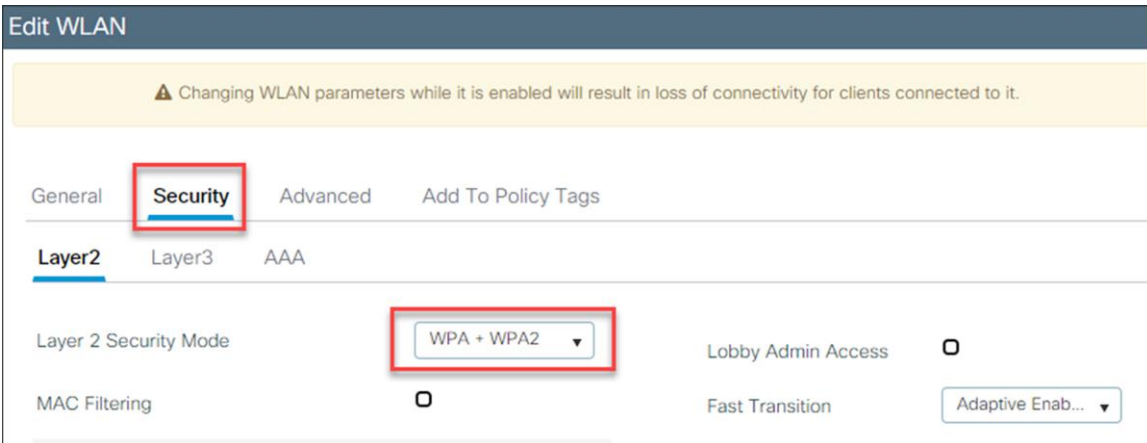 Edit WLAN
Changing WLAN parameters while it is enabled will result in loss of connectivity for clients connected to it.
General Security Advanced Add To Policy Tags
Layer2 Layer3 AAA
Layer 2 Security Mode WPA + WPA2 Lobby Admin Access
MAC Filtering Fast Transition Adaptive Enab...